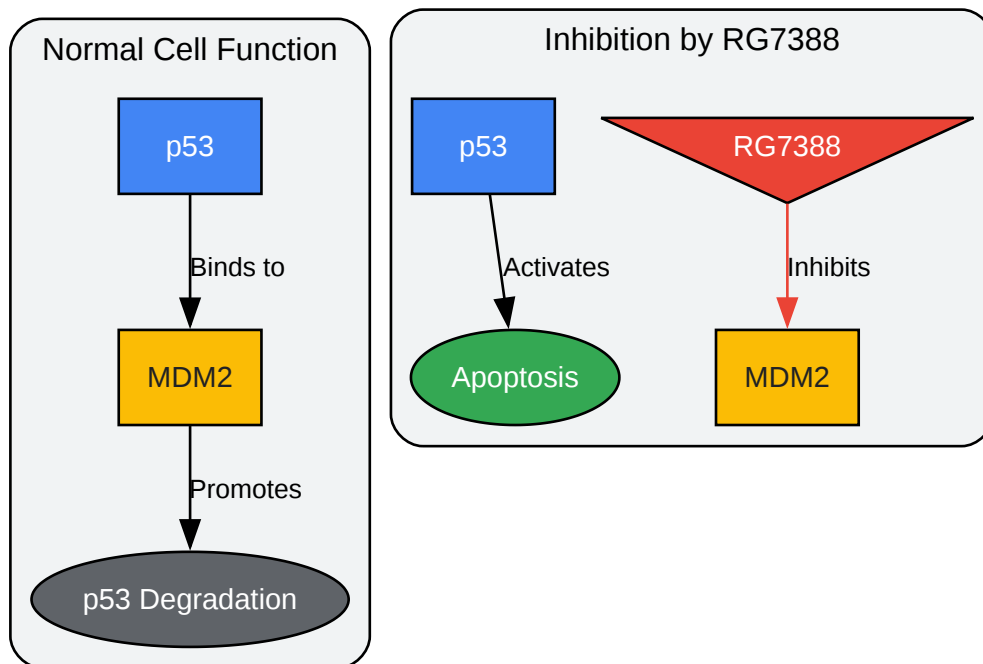 Normal Cell Function
p53
Binds to
MDM2
Promotes
p53 Degradation
Inhibition by RG7388
p53
RG7388
Activates
Inhibits
Apoptosis
MDM2